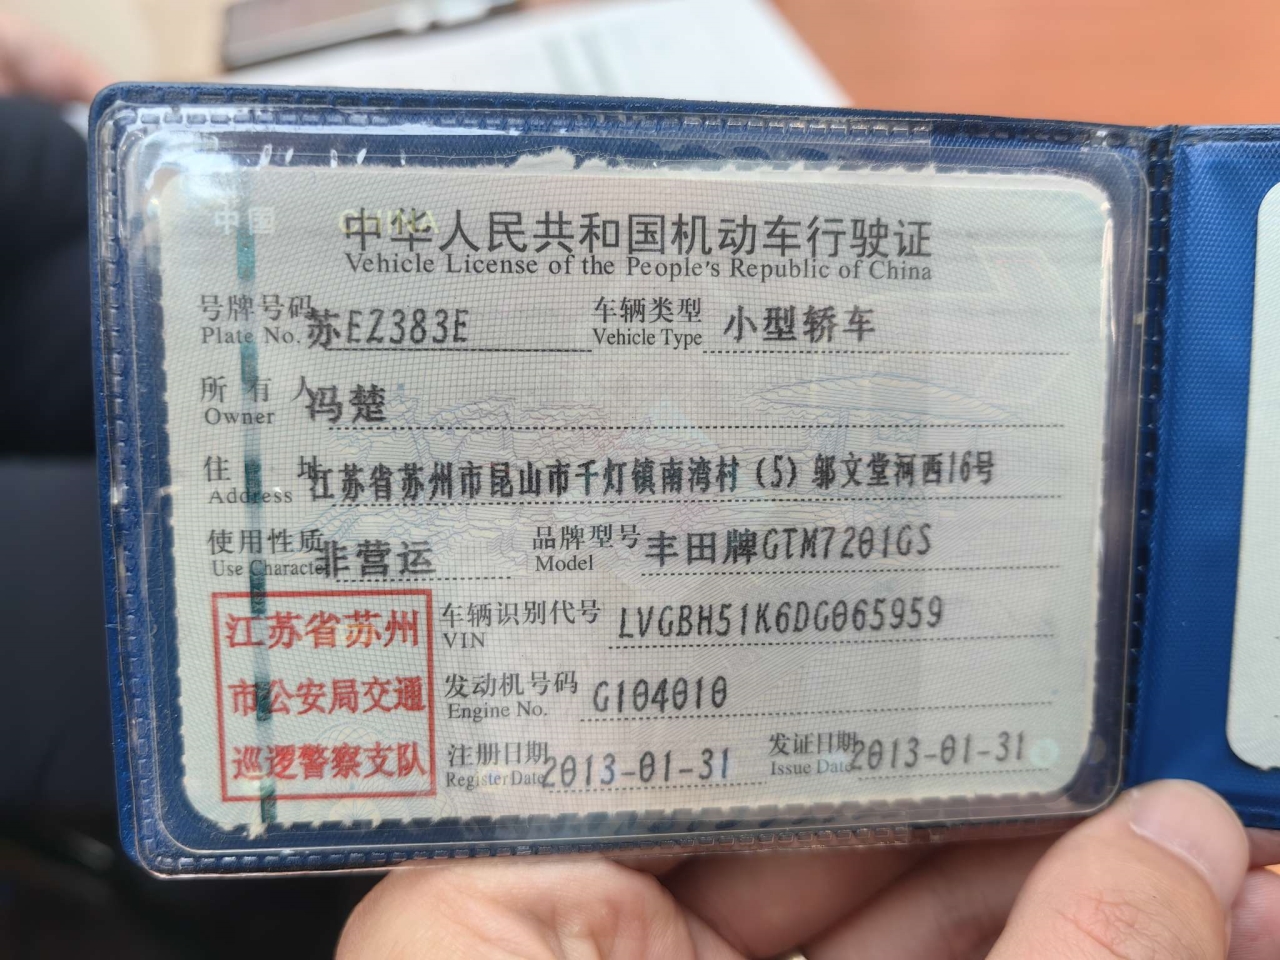 中国 CHINA
中华人民共和国机动车行驶证
Vehicle License of the People's Republic of China
号牌号码 苏EZ383E 车辆类型 小型轿车
Plate No. Vehicle Type
所有人 冯楚
Owner
住址 江苏省苏州市昆山市千灯镇南湾村（5）邬文堂河西16号
Address
使用性质 非营运 品牌型号 丰田牌GTM7201GS
Use Character Model
江苏省苏州 车辆识别代号 LVGBH51K6DG065959
VIN
市公安局交通 发动机号码 G104010
Engine No.
巡逻警察支队 注册日期 2013-01-31 发证日期 2013-01-31
Register Date Issue Date